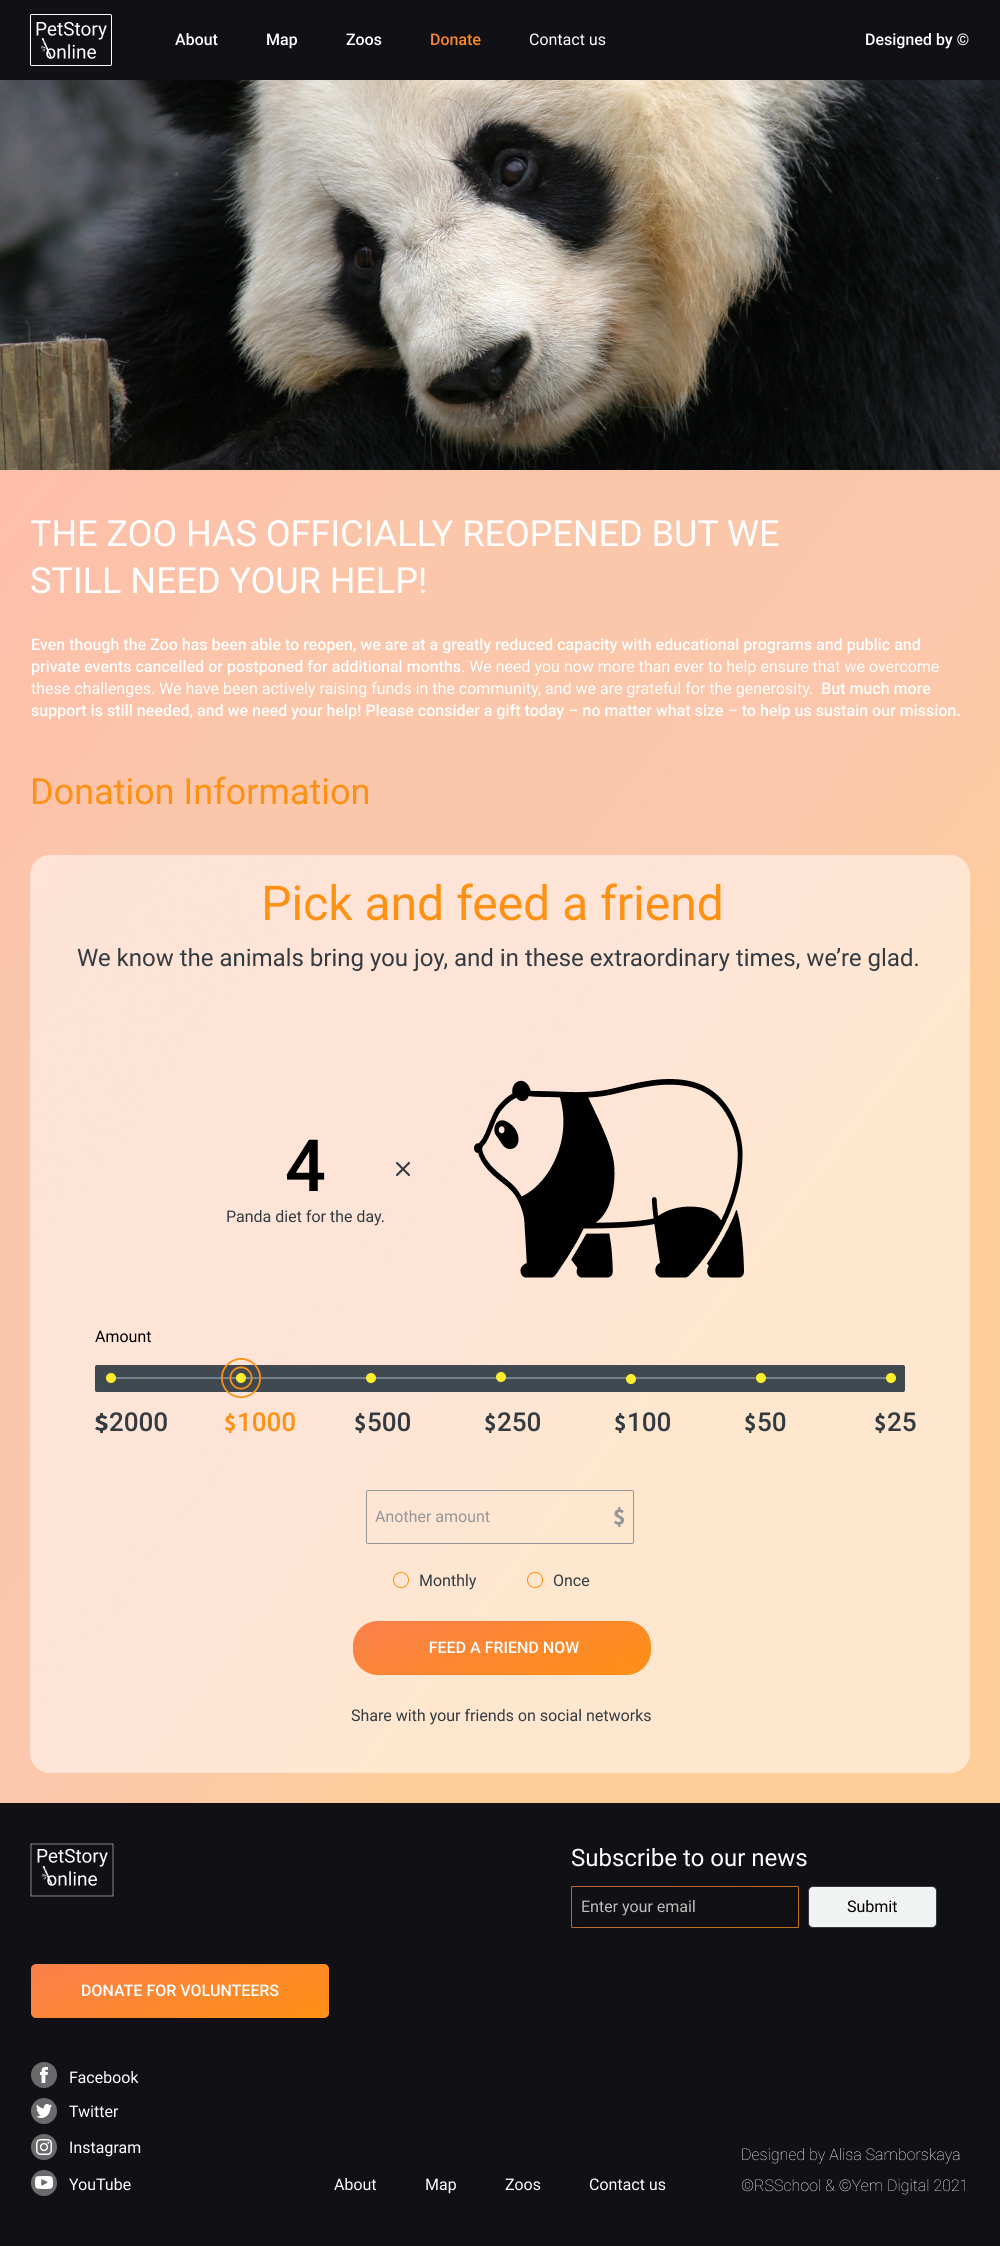 PetStory
online
About Map Zoos Donate Contact us Designed by ©
THE ZOO HAS OFFICIALLY REOPENED BUT WE
STILL NEED YOUR HELP!
Even though the Zoo has been able to reopen, we are at a greatly reduced capacity with educational programs and public and
private events cancelled or postponed for additional months. We need you now more than ever to help ensure that we overcome
these challenges. We have been actively raising funds in the community, and we are grateful for the generosity. But much more
support is still needed, and we need your help! Please consider a gift today – no matter what size – to help us sustain our mission.
Donation Information
Pick and feed a friend
We know the animals bring you joy, and in these extraordinary times, we’re glad.
4 ×
Panda diet for the day.
Amount
$2000 $1000 $500 $250 $100 $50 $25
Another amount $
Monthly Once
FEED A FRIEND NOW
Share with your friends on social networks
PetStory
online
Subscribe to our news
Enter your email Submit
DONATE FOR VOLUNTEERS
Facebook
Twitter
Instagram
YouTube
About Map Zoos Contact us
Designed by Alisa Samborskaya
©RSSchool & ©Yem Digital 2021